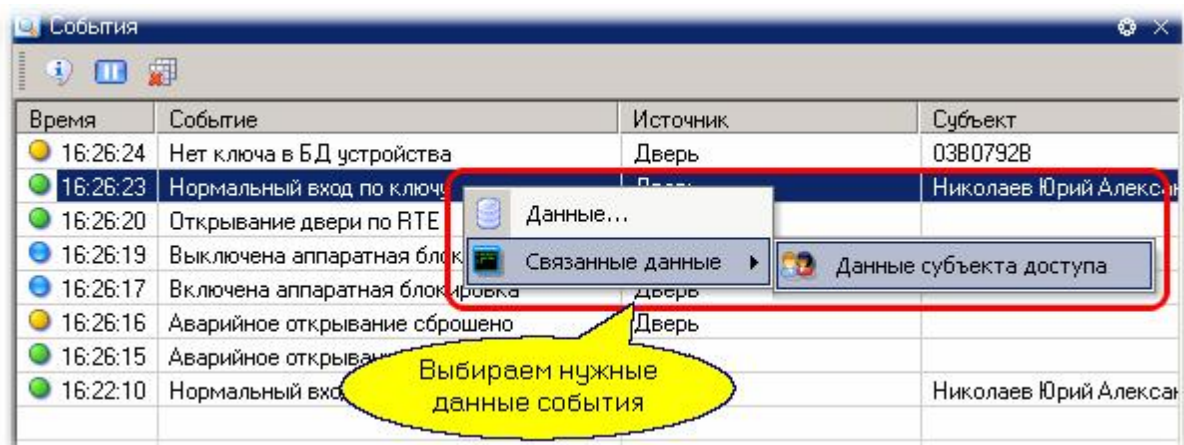 События
Время Событие Источник Субъект
16:26:24 Нет ключа в БД устройства Дверь 03B0792B
16:26:23 Нормальный вход по ключу Николаев Юрий Алексан
Данные...
16:26:20 Открывание двери по RTE
16:26:19 Выключена аппаратная блок
Связанные данные Данные субъекта доступа
16:26:17 Включена аппаратная блокировка Дверь
16:26:16 Аварийное открывание сброшено Дверь
16:26:15 Аварийное открыван
16:22:10 Нормальный вхо Николаев Юрий Алексан
Выбираем нужные
данные события